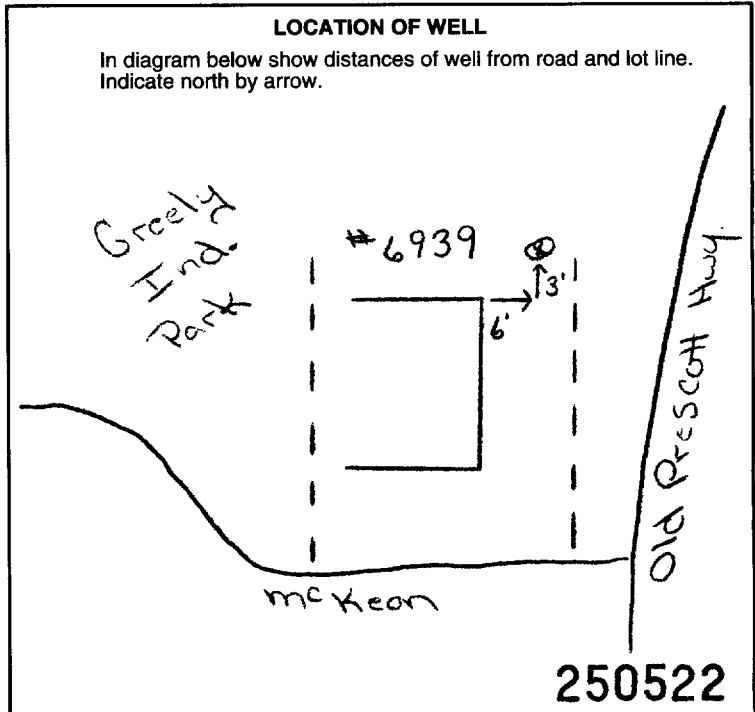 LOCATION OF WELL
In diagram below show distances of well from road and lot line.
Indicate north by arrow.
Greely
Ind.
Park
#6939
3'
6'
Old Prescott Hwy.
McKeon
250522